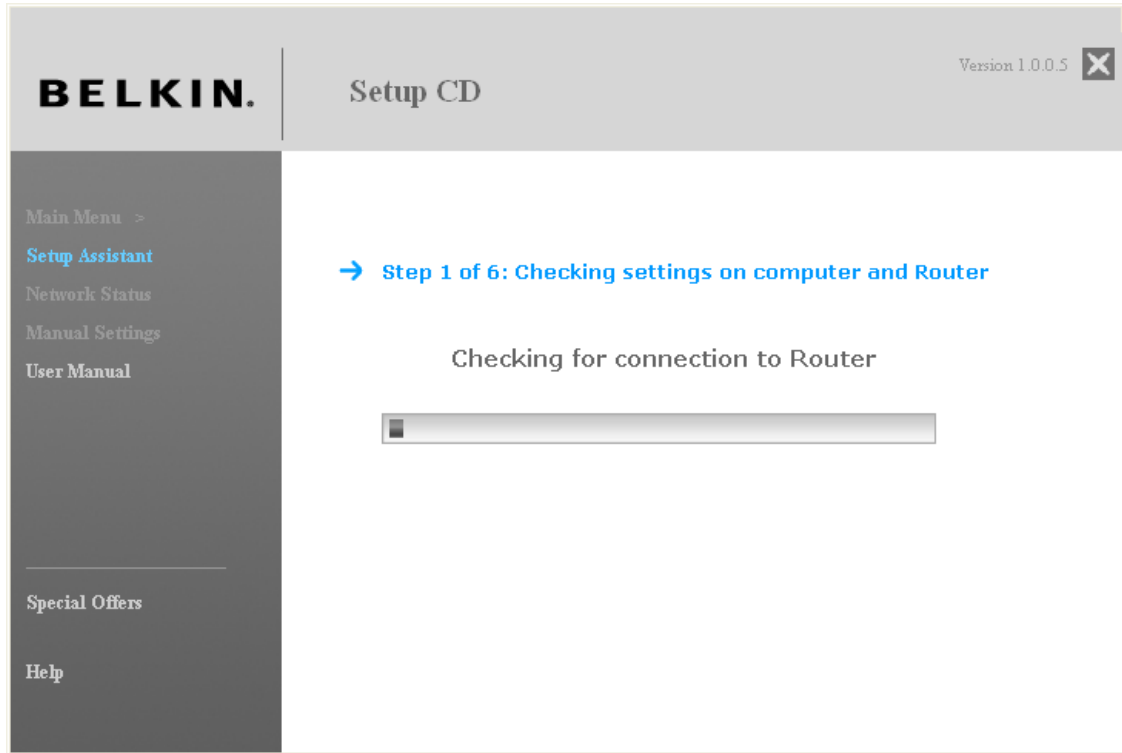 BELKIN.
Setup CD
Version 1.0.0.5
Main Menu >
Setup Assistant
Network Status
Manual Settings
User Manual
Special Offers
Help
Step 1 of 6: Checking settings on computer and Router
Checking for connection to Router